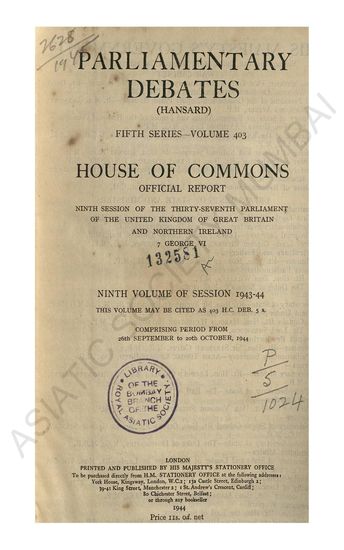 2628
PARLIAMENTARY
DEBATES
(HANSARD)
FIFTH SERIES—VOLUME 403
HOUSE OF COMMONS
OFFICIAL REPORT
NINTH SESSION OF THE THIRTY-SEVENTH PARLIAMENT
OF THE UNITED KINGDOM OF GREAT BRITAIN
AND NORTHERN IRELAND
7 GEORGE VI
132581
NINTH VOLUME OF SESSION 1943-44
THIS VOLUME MAY BE CITED AS 403 H.C. DEB. 5 s.
COMPRISING PERIOD FROM
26th SEPTEMBER to 20th OCTOBER, 1944
P
5
1024
LIBRARY
OF THE
BOMBAY
BRANCH
OF THE
ROYAL ASIATIC SOCIETY
LONDON
PRINTED AND PUBLISHED BY HIS MAJESTY'S STATIONERY OFFICE
To be purchased directly from H.M. STATIONERY OFFICE at the following addresses:
York House, Kingsway, London, W.C.2; 13a Castle Street, Edinburgh 2;
39-41 King Street, Manchester 2; 1 St. Andrew's Crescent, Cardiff;
80 Chichester Street, Belfast;
or through any bookseller
1944
Price 11s. 0d. net
ASIATIC SOCIETY MUMBAI